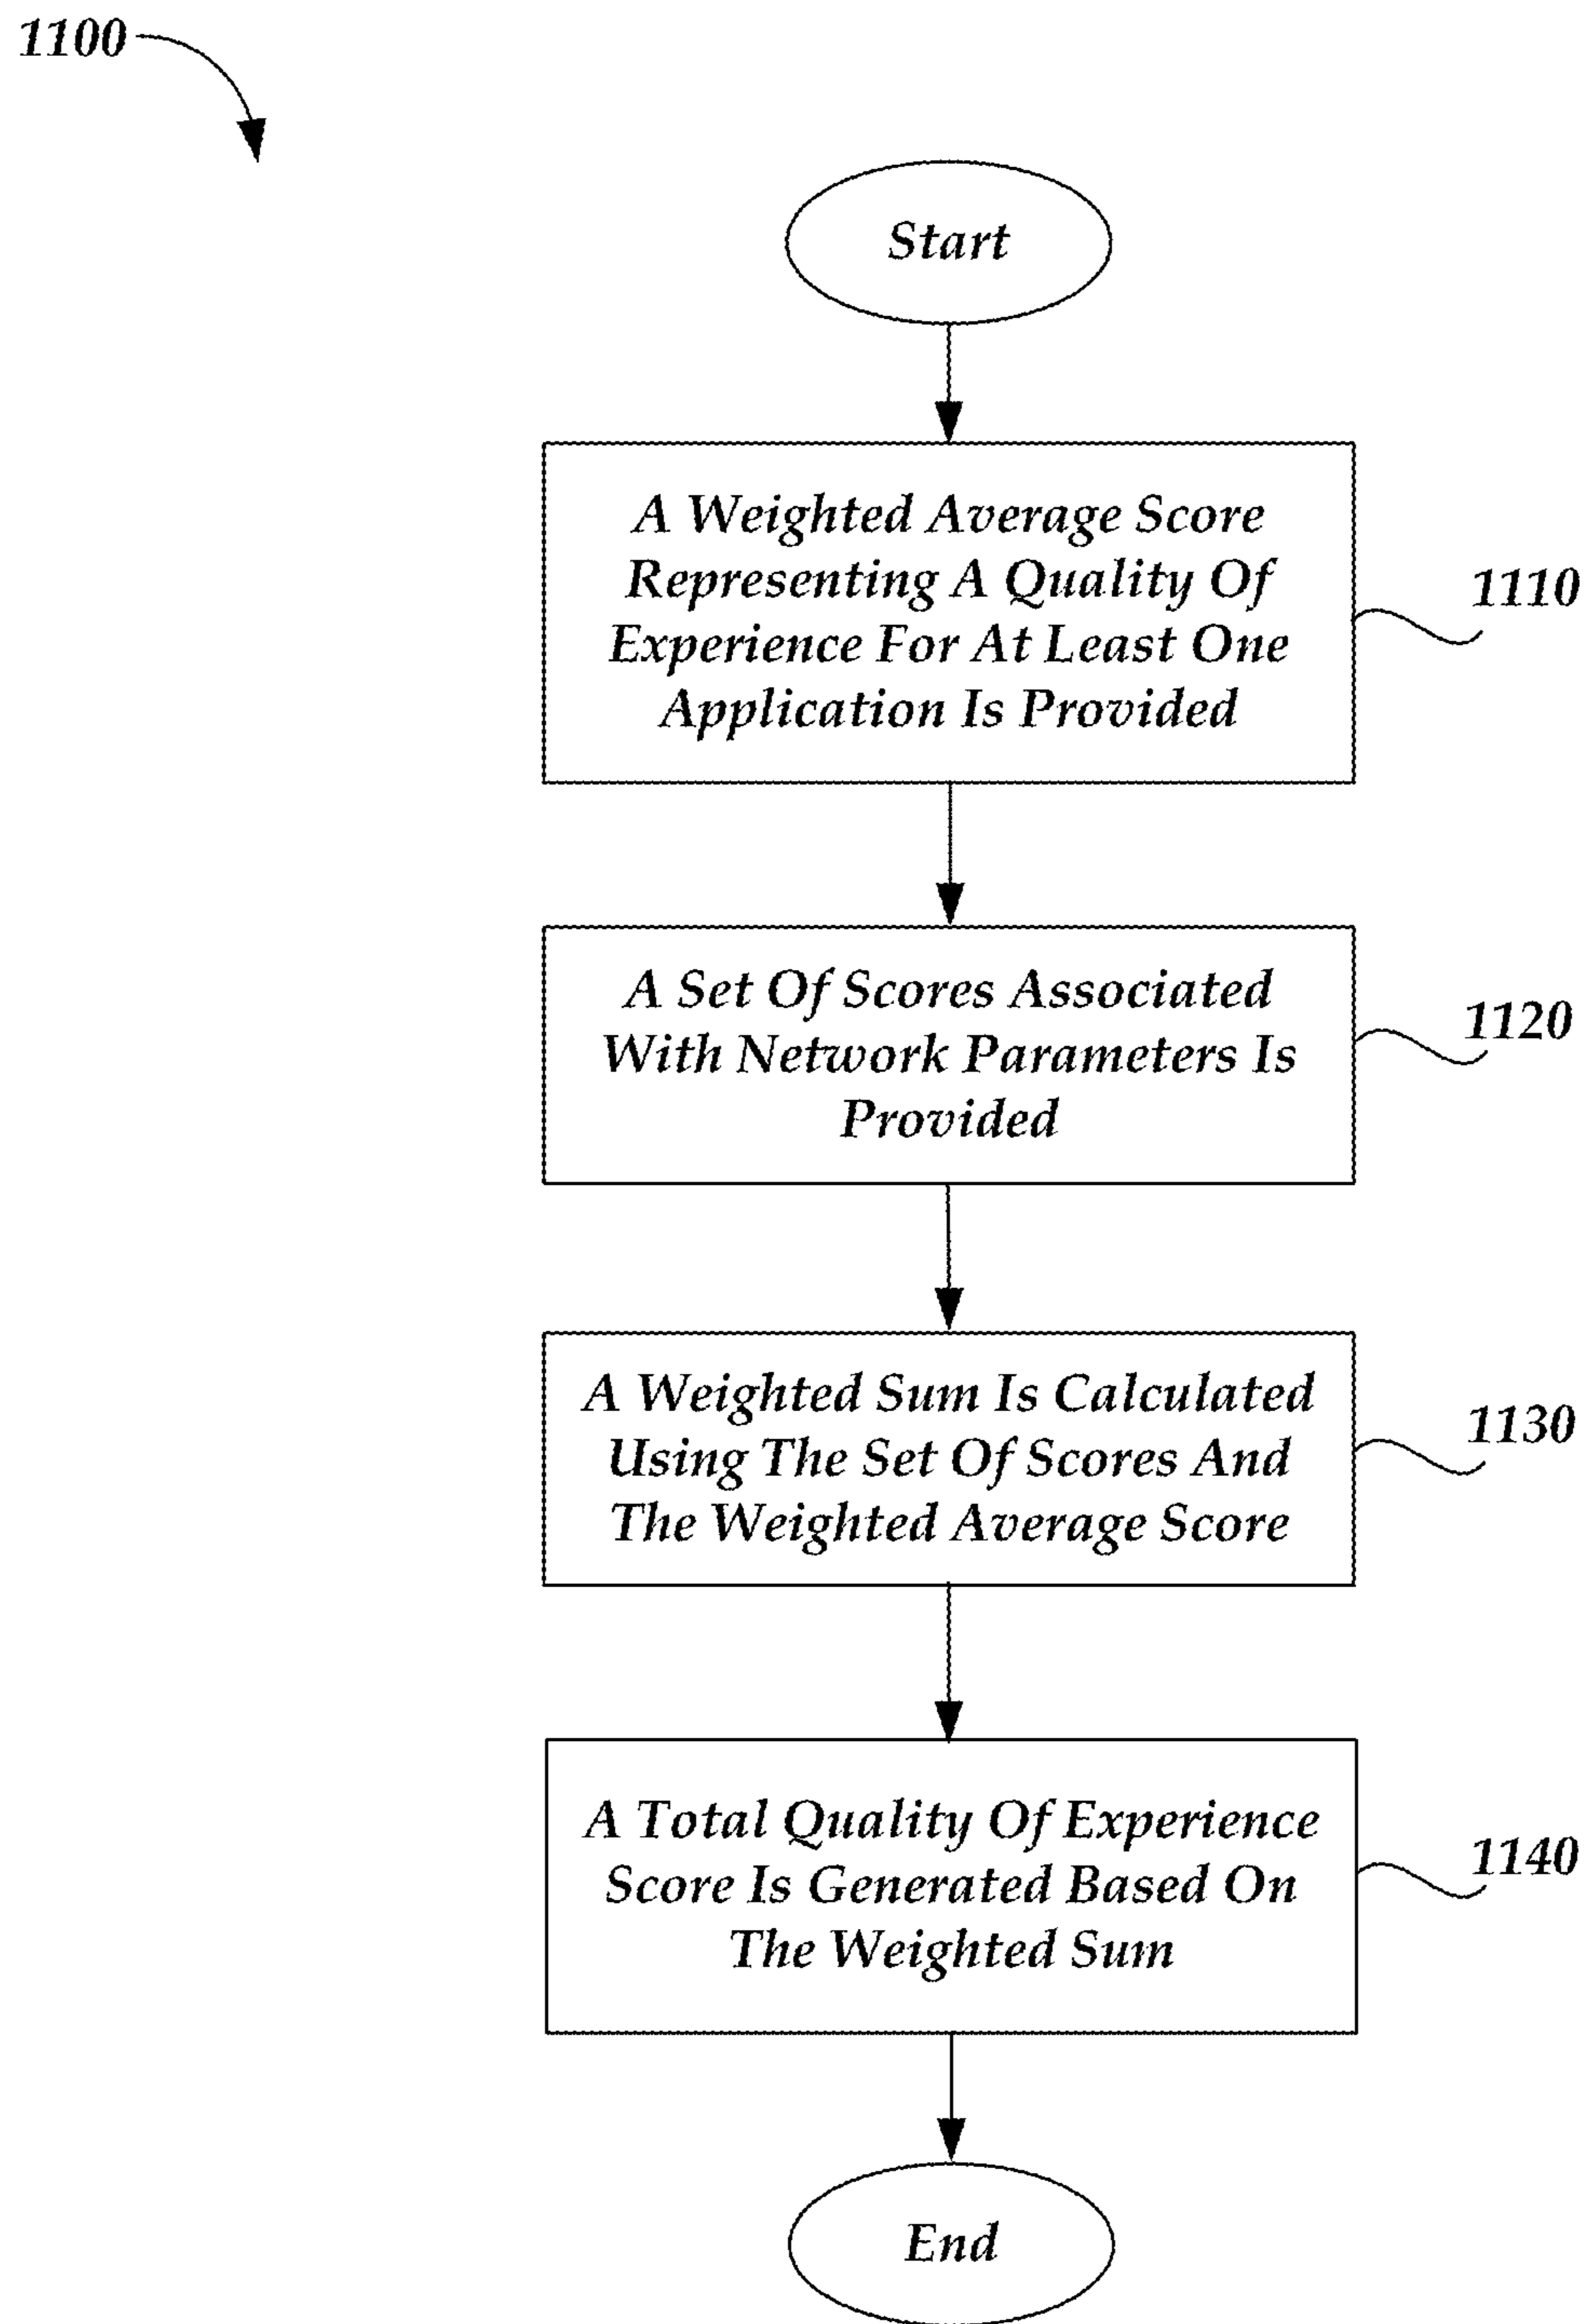 1100
Start
A Weighted Average Score
Representing A Quality Of
Experience For At Least One
Application Is Provided
1110
A Set Of Scores Associated
With Network Parameters Is
Provided
1120
A Weighted Sum Is Calculated
Using The Set Of Scores And
The Weighted Average Score
1130
A Total Quality Of Experience
Score Is Generated Based On
The Weighted Sum
1140
End